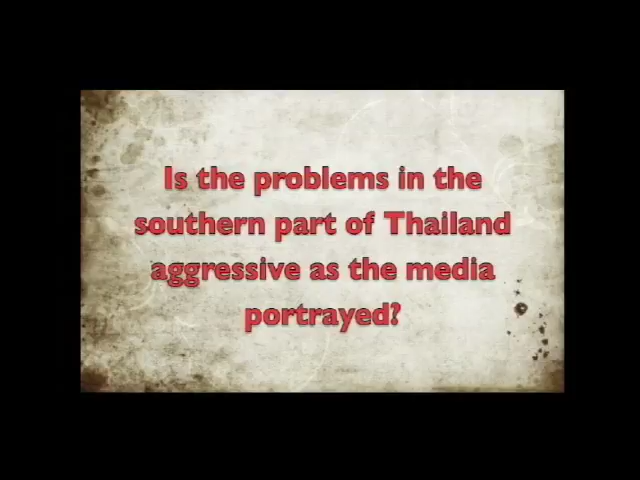 Is the problems in the
southern part of Thailand
aggressive as the media
portrayed?